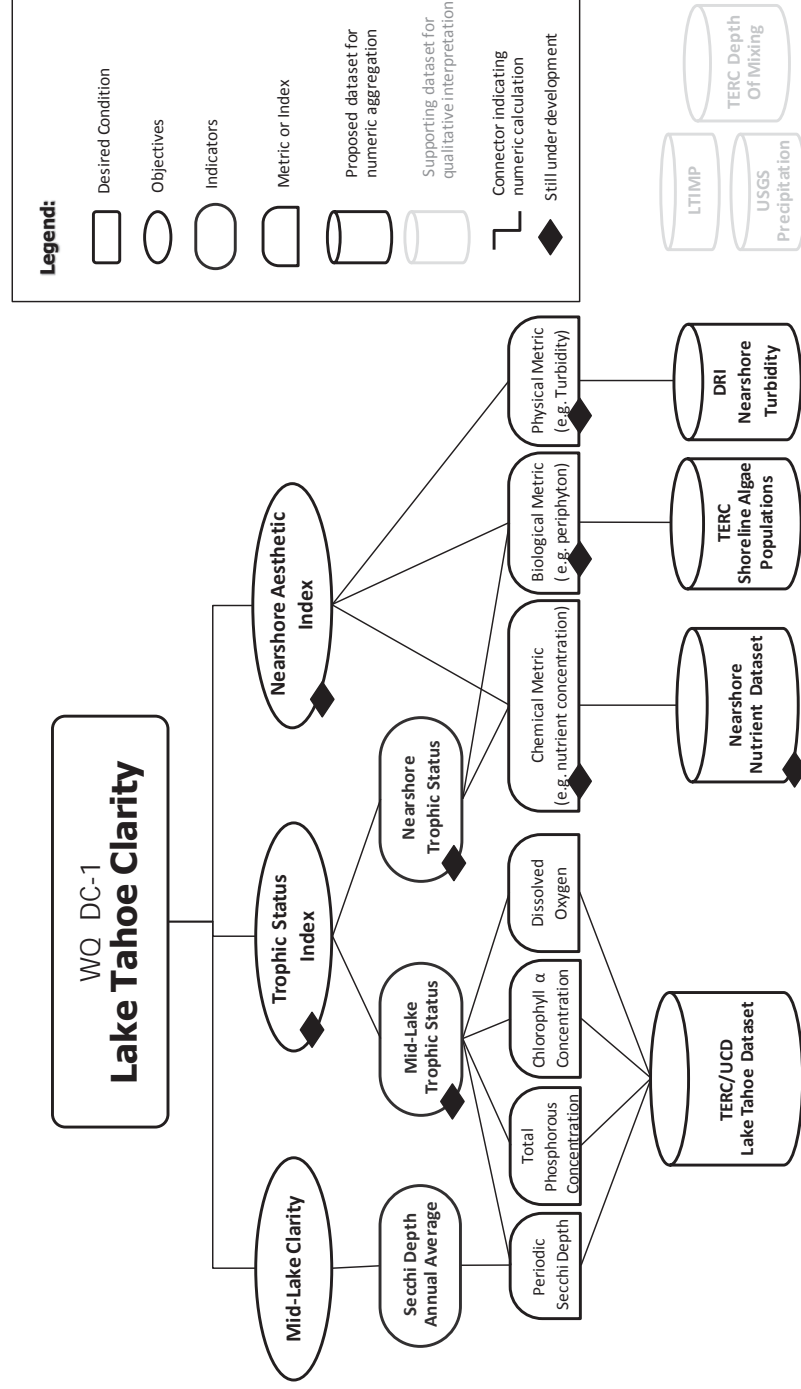 WQ DC-1
Lake Tahoe Clarity
Mid-Lake Clarity
Trophic Status
Index
Nearshore Aesthetic
Index
Secchi Depth
Annual Average
Mid-Lake
Trophic Status
Nearshore
Trophic Status
Periodic
Secchi Depth
Total
Phosphorous
Concentration
Chlorophyll α
Concentration
Dissolved
Oxygen
Chemical Metric
(e.g. nutrient concentration)
Biological Metric
( e.g. periphyton)
Physical Metric
(e.g. Turbidity)
TERC/UCD
Lake Tahoe Dataset
Nearshore
Nutrient Dataset
TERC
Shoreline Algae
Populations
DRI
Nearshore
Turbidity
Legend:
Desired Condition
Objectives
Indicators
Metric or Index
Proposed dataset for
numeric aggregation
Supporting dataset for
qualitative interpretation
Connector indicating
numeric calculation
Still under development
LTIMP
USGS
Precipitation
TERC Depth
Of Mixing